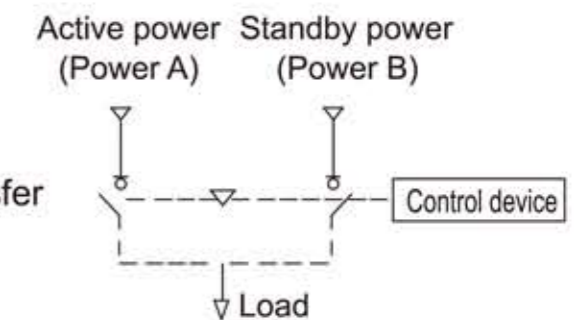 Active power Standby power
(Power A) (Power B)
Control device
Load